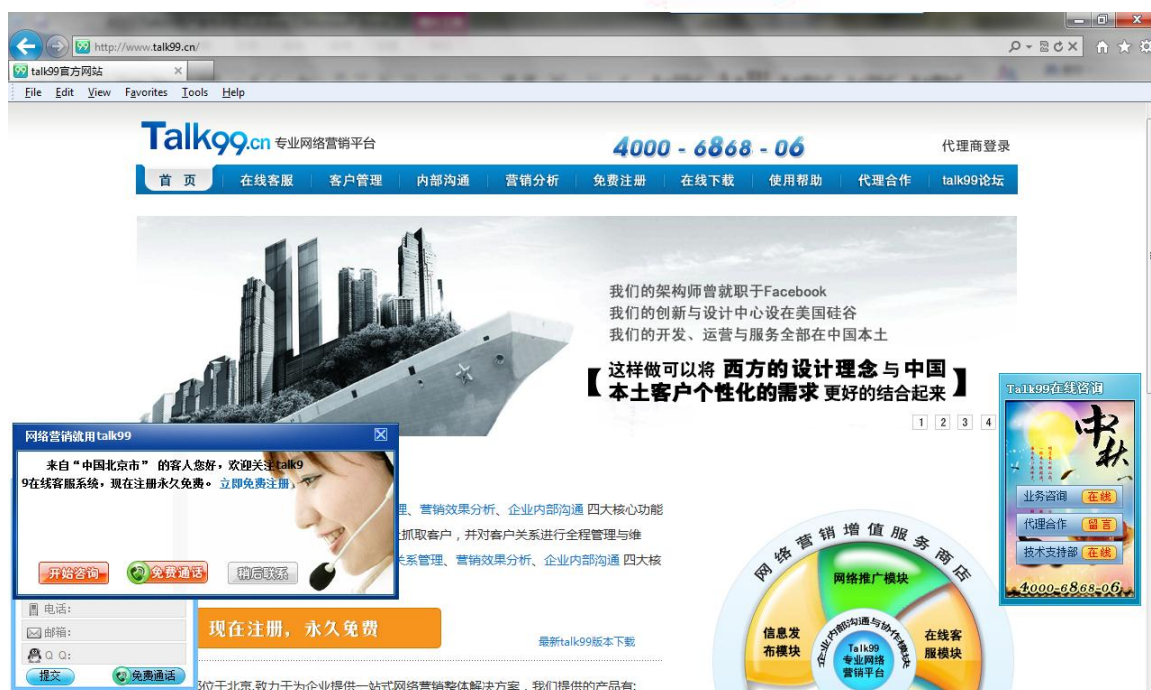 http://www.talk99.cn/
talk99官方网站
File Edit View Favorites Tools Help
Talk99.cn 专业网络营销平台
4000 - 6868 - 06
代理商登录
首 页 在线客服 客户管理 内部沟通 营销分析 免费注册 在线下载 使用帮助 代理合作 talk99论坛
我们的架构师曾就职于Facebook
我们的创新与设计中心设在美国硅谷
我们的开发、运营与服务全部在中国本土
【 这样做可以将 西方的设计理念 与 中国
本土客户个性化的需求 更好的结合起来 】
1 2 3 4
Talk99在线咨询
中秋
业务咨询 在线
代理合作 留言
技术支持部 在线
4000-6868-06
网络营销就用talk99
来自“中国北京市” 的客人您好，欢迎关注talk9
9在线客服系统，现在注册永久免费。 立即免费注册
开始咨询 免费通话 稍后联系
理、营销效果分析、企业内部沟通 四大核心功能
抓取客户，并对客户关系进行全程管理与维
关系管理、营销效果分析、企业内部沟通 四大核
电话:
邮箱:
Q Q:
提交 免费通话
现在注册，永久免费
最新talk99版本下载
部位于北京,致力于为企业提供一站式网络营销整体解决方案，我们提供的产品有:
网络营销增值服务商店
网络推广模块
信息发
布模块
企业内部沟通与协作模块
Talk99
专业网络
营销平台
在线客
服模块